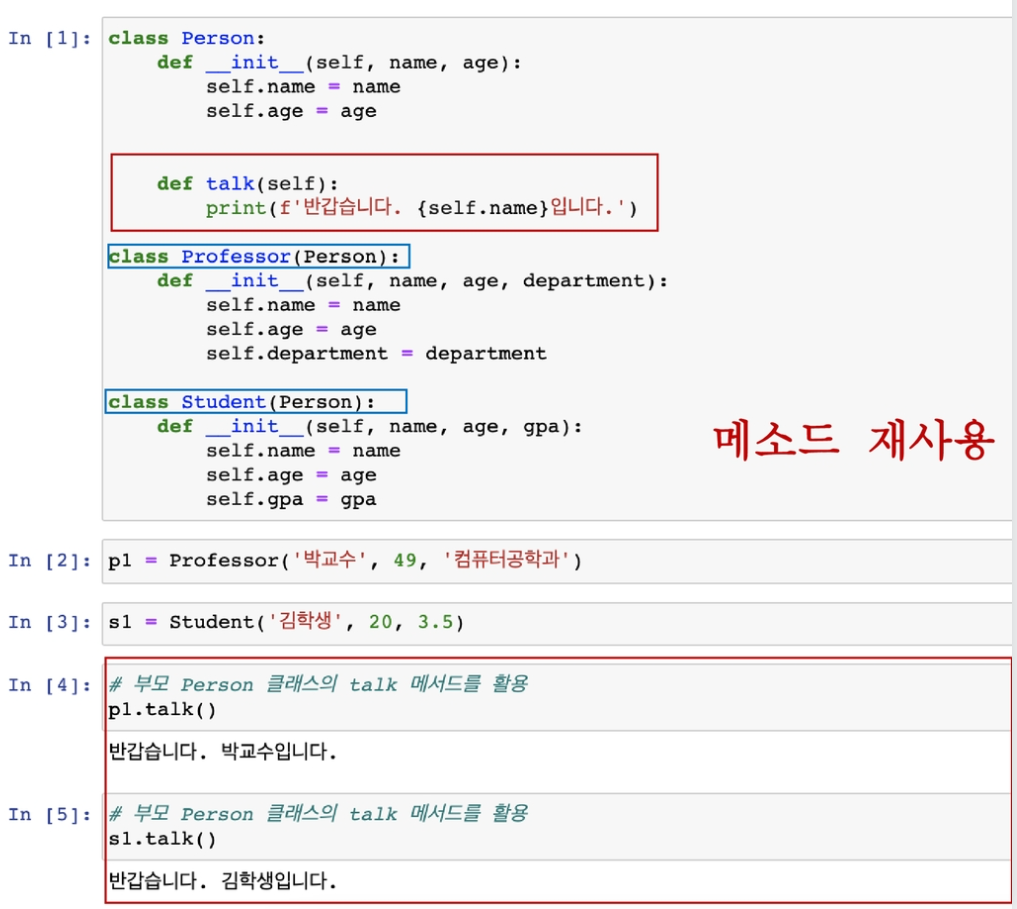 In [1]: class Person:
    def __init__(self, name, age):
        self.name = name
        self.age = age
    def talk(self):
        print(f'반갑습니다. {self.name}입니다.')
class Professor(Person):
    def __init__(self, name, age, department):
        self.name = name
        self.age = age
        self.department = department
class Student(Person):
    def __init__(self, name, age, gpa):
        self.name = name
        self.age = age
        self.gpa = gpa
메소드 재사용
In [2]: p1 = Professor('박교수', 49, '컴퓨터공학과')
In [3]: s1 = Student('김학생', 20, 3.5)
In [4]: # 부모 Person 클래스의 talk 메서드를 활용
p1.talk()
반갑습니다. 박교수입니다.
In [5]: # 부모 Person 클래스의 talk 메서드를 활용
s1.talk()
반갑습니다. 김학생입니다.